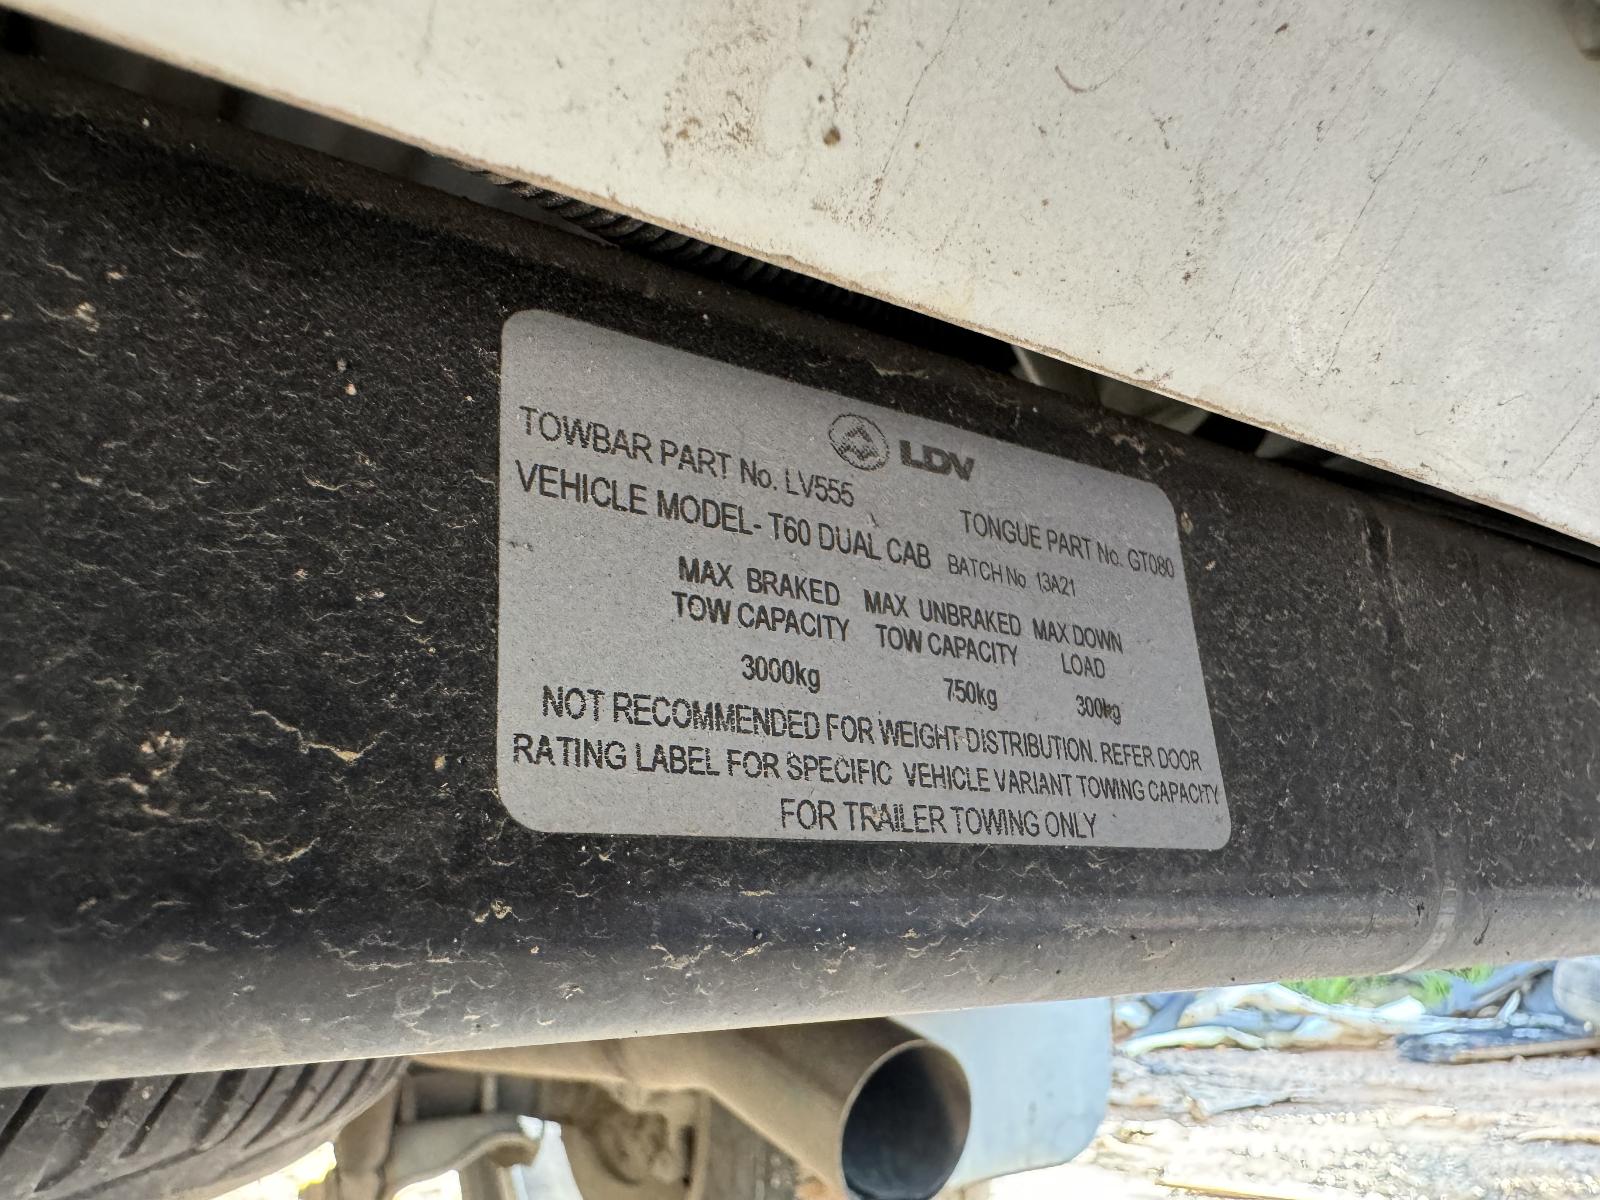 LDV
TOWBAR PART No. LV555 TONGUE PART No. GT080
VEHICLE MODEL- T60 DUAL CAB BATCH No 13A21
MAX BRAKED TOW CAPACITY MAX UNBRAKED TOW CAPACITY MAX DOWN LOAD
3000kg 750kg 300kg
NOT RECOMMENDED FOR WEIGHT DISTRIBUTION. REFER DOOR
RATING LABEL FOR SPECIFIC VEHICLE VARIANT TOWING CAPACITY
FOR TRAILER TOWING ONLY